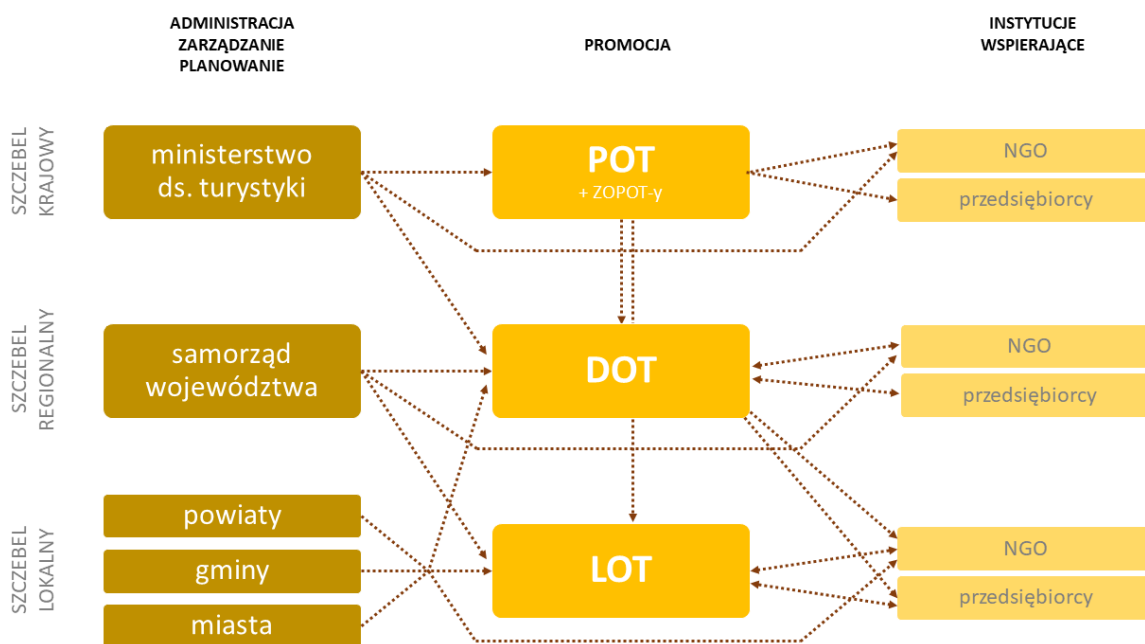 ADMINISTRACJA
ZARZĄDZANIE
PLANOWANIE
PROMOCJA
INSTYTUCJE
WSPIERAJĄCE
SZCZEBEL
KRAJOWY
ministerstwo
ds. turystyki
POT
+ ZOPOT-y
NGO
przedsiębiorcy
SZCZEBEL
REGIONALNY
samorząd
województwa
DOT
NGO
przedsiębiorcy
SZCZEBEL
LOKALNY
powiaty
gminy
miasta
LOT
NGO
przedsiębiorcy